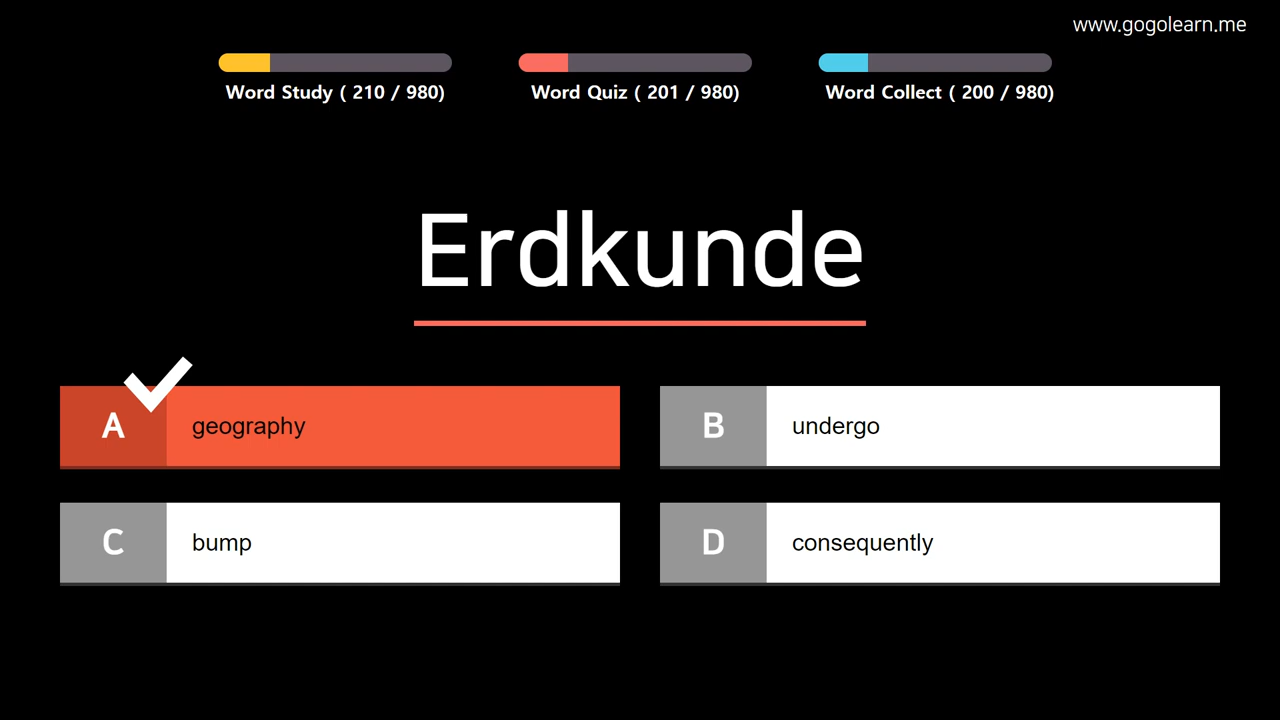 www.gogolearn.me
Word Study ( 210 / 980)
Word Quiz ( 201 / 980)
Word Collect ( 200 / 980)
Erdkunde
A geography
B undergo
C bump
D consequently